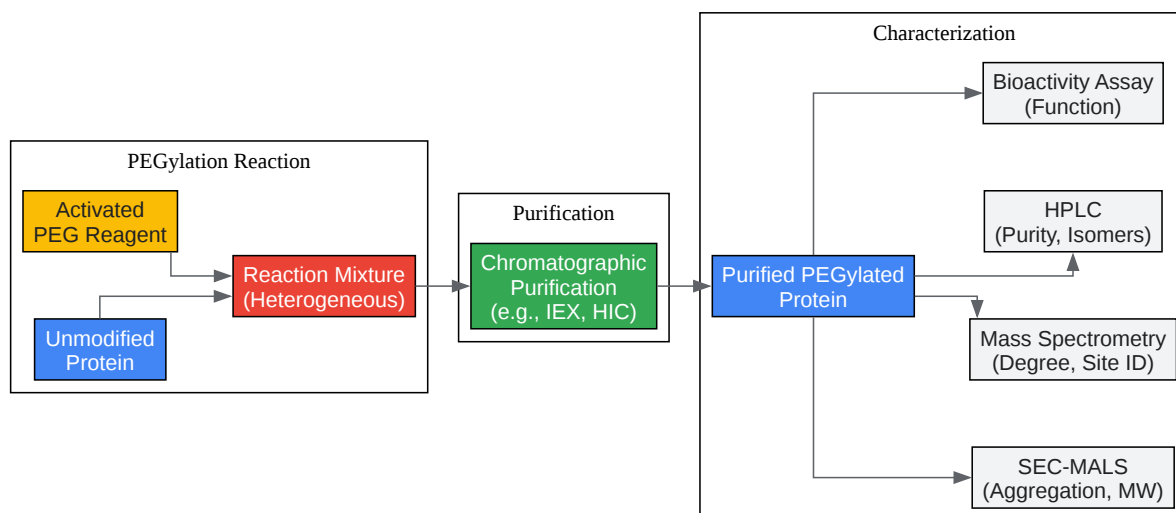 PEGylation Reaction
Activated
PEG Reagent
Unmodified
Protein
Reaction Mixture
(Heterogeneous)
Purification
Chromatographic
Purification
(e.g., IEX, HIC)
Characterization
Purified PEGylated
Protein
Bioactivity Assay
(Function)
HPLC
(Purity, Isomers)
Mass Spectrometry
(Degree, Site ID)
SEC-MALS
(Aggregation, MW)